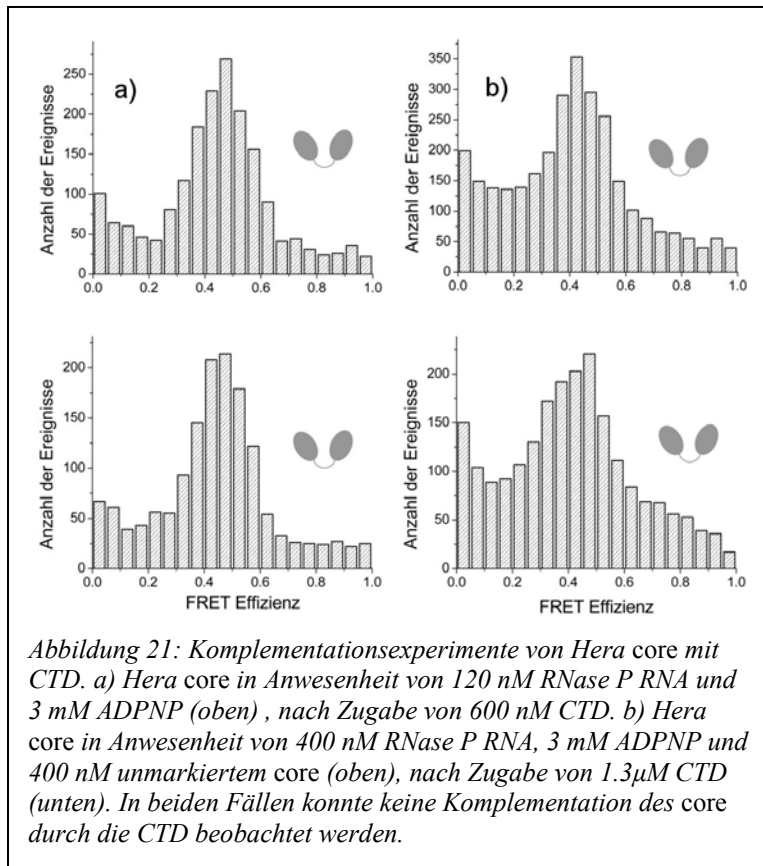 a)
b)
Anzahl der Ereignisse
250
200
150
100
50
0
0.0 0.2 0.4 0.6 0.8 1.0
Anzahl der Ereignisse
350
300
250
200
150
100
50
0
0.0 0.2 0.4 0.6 0.8 1.0
Anzahl der Ereignisse
200
150
100
50
0
0.0 0.2 0.4 0.6 0.8 1.0
FRET Effizienz
Anzahl der Ereignisse
200
150
100
50
0
0.0 0.2 0.4 0.6 0.8 1.0
FRET Effizienz
Abbildung 21: Komplementationsexperimente von Hera core mit
CTD. a) Hera core in Anwesenheit von 120 nM RNase P RNA und
3 mM ADPNP (oben) , nach Zugabe von 600 nM CTD. b) Hera
core in Anwesenheit von 400 nM RNase P RNA, 3 mM ADPNP und
400 nM unmarkiertem core (oben), nach Zugabe von 1.3μM CTD
(unten). In beiden Fällen konnte keine Komplementation des core
durch die CTD beobachtet werden.